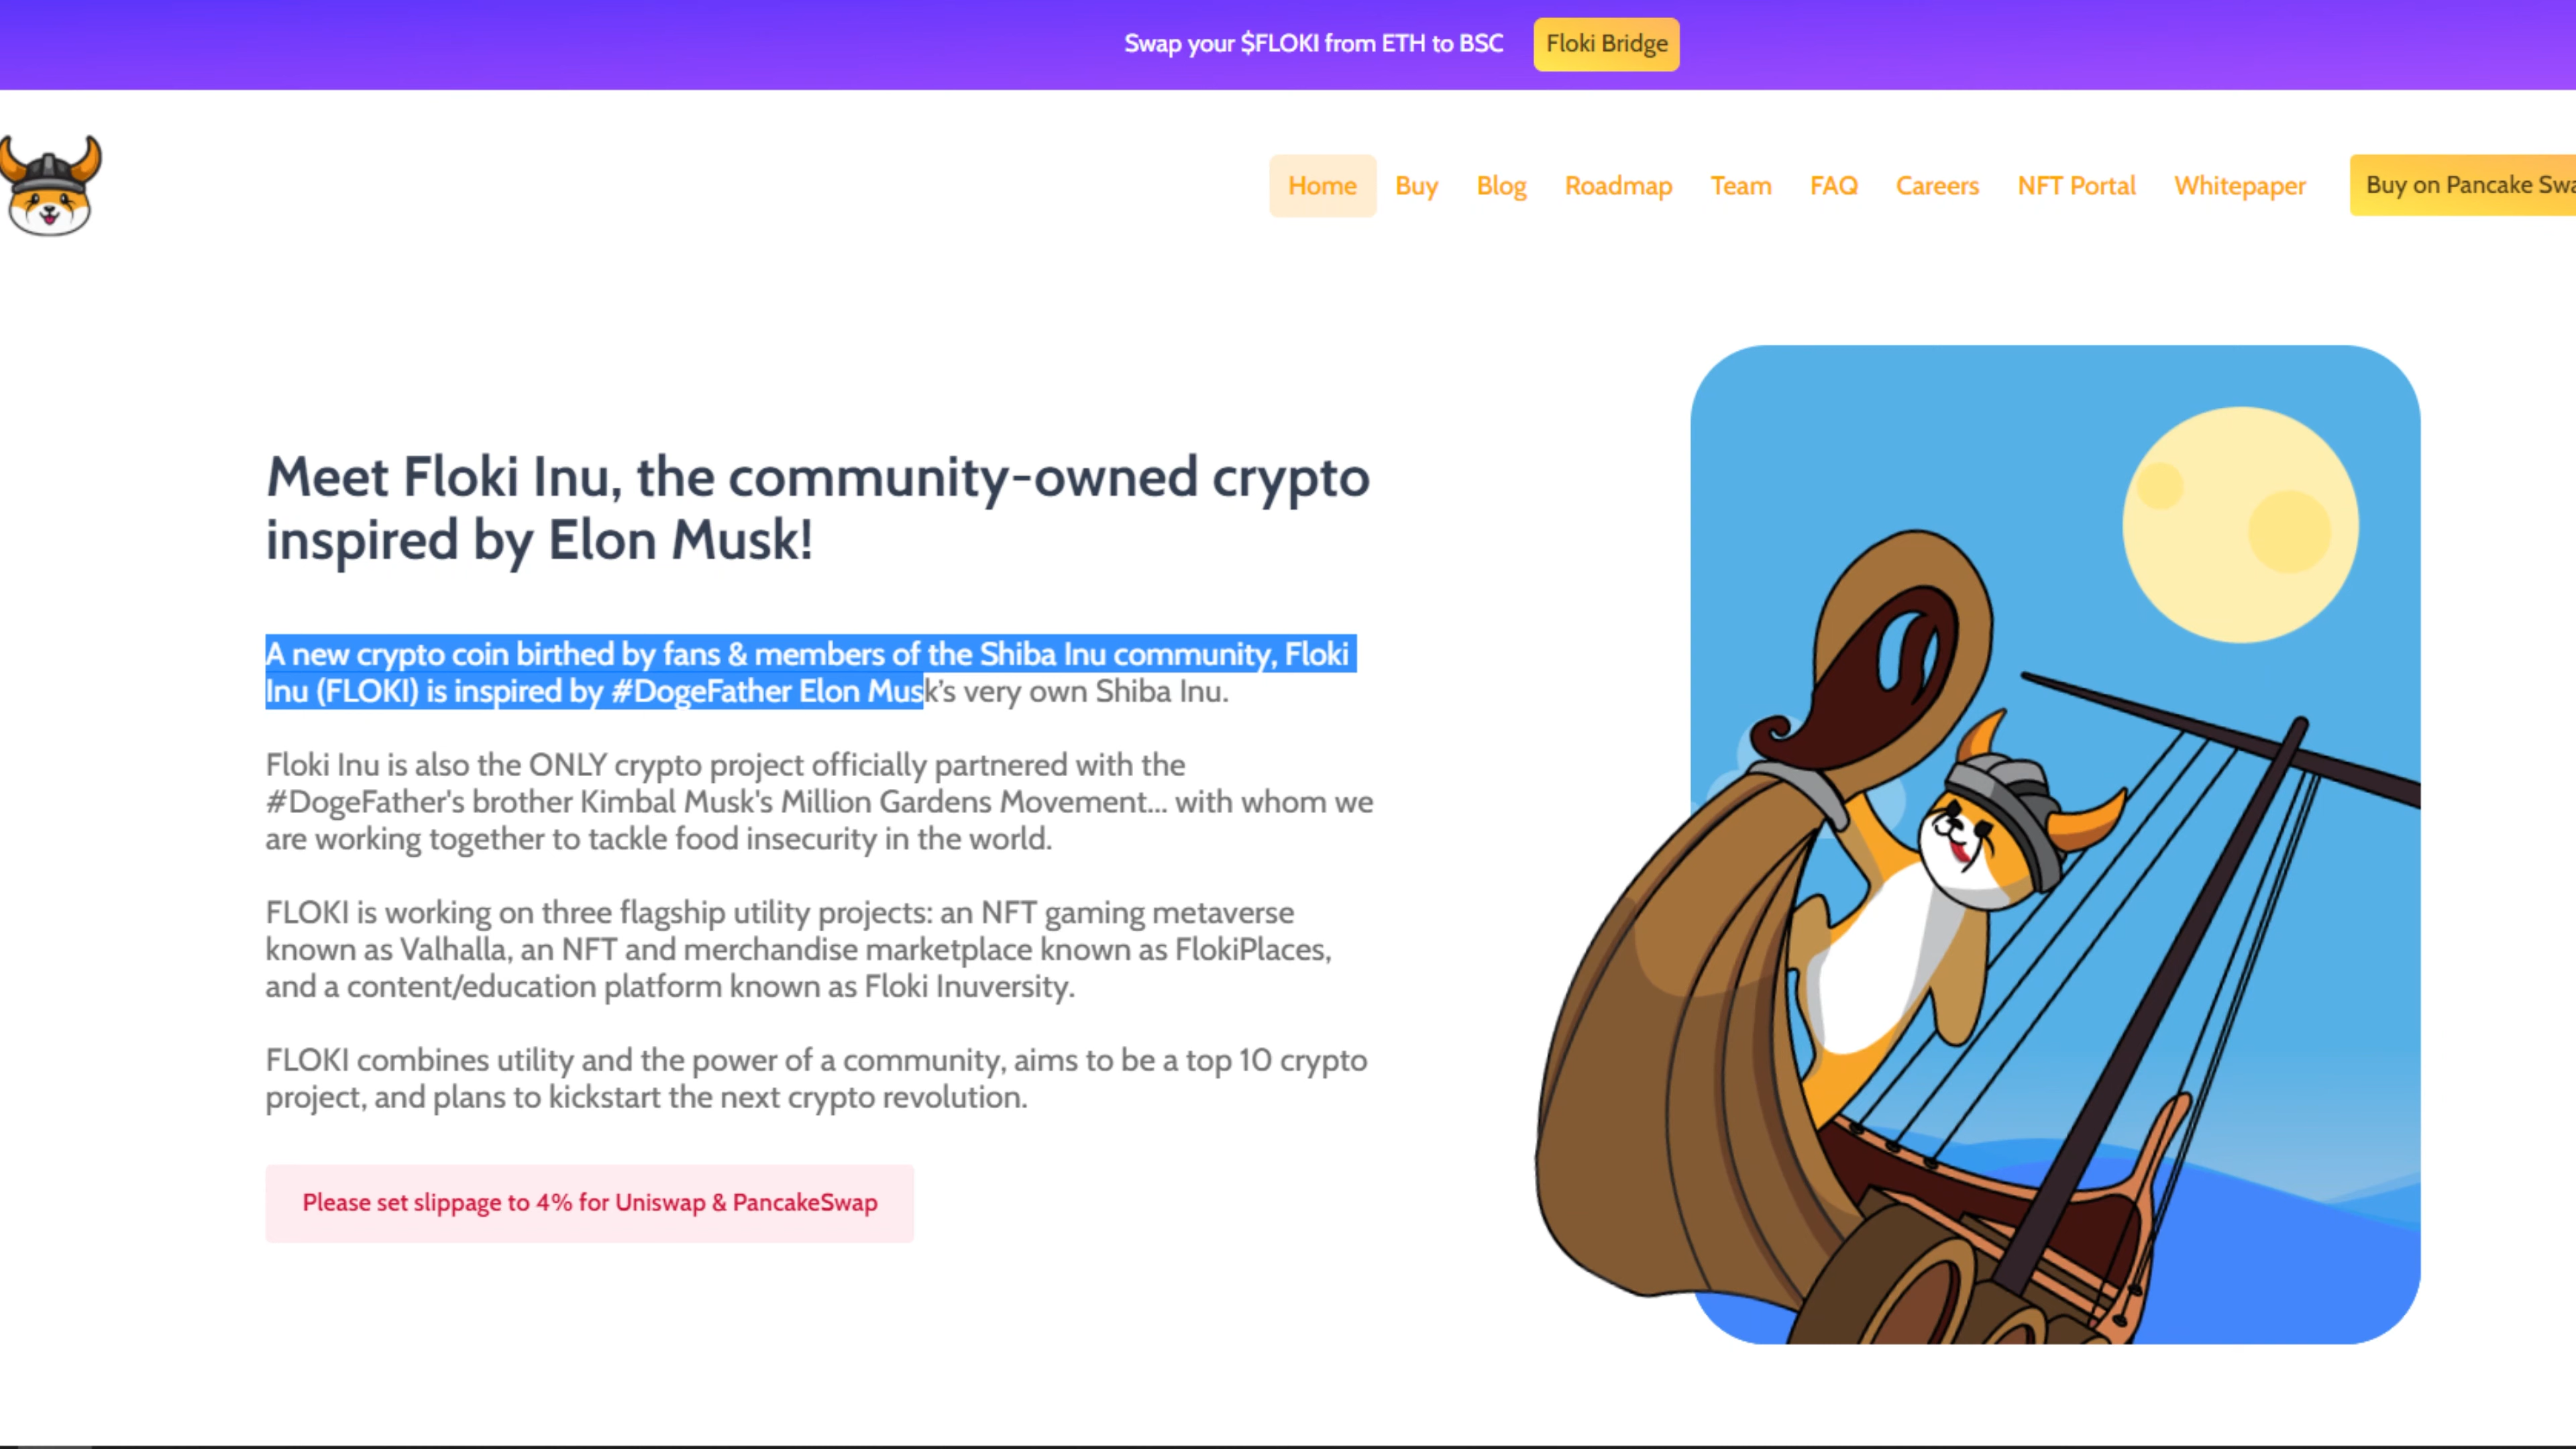 Swap your $FLOKI from ETH to BSC Floki Bridge
Home Buy Blog Roadmap Team FAQ Careers NFT Portal Whitepaper Buy on Pancake Swa
Meet Floki Inu, the community-owned crypto
inspired by Elon Musk!
A new crypto coin birthed by fans & members of the Shiba Inu community, Floki
Inu (FLOKI) is inspired by #DogeFather Elon Musk’s very own Shiba Inu.
Floki Inu is also the ONLY crypto project officially partnered with the
#DogeFather's brother Kimbal Musk's Million Gardens Movement... with whom we
are working together to tackle food insecurity in the world.
FLOKI is working on three flagship utility projects: an NFT gaming metaverse
known as Valhalla, an NFT and merchandise marketplace known as FlokiPlaces,
and a content/education platform known as Floki Inuversity.
FLOKI combines utility and the power of a community, aims to be a top 10 crypto
project, and plans to kickstart the next crypto revolution.
Please set slippage to 4% for Uniswap & PancakeSwap